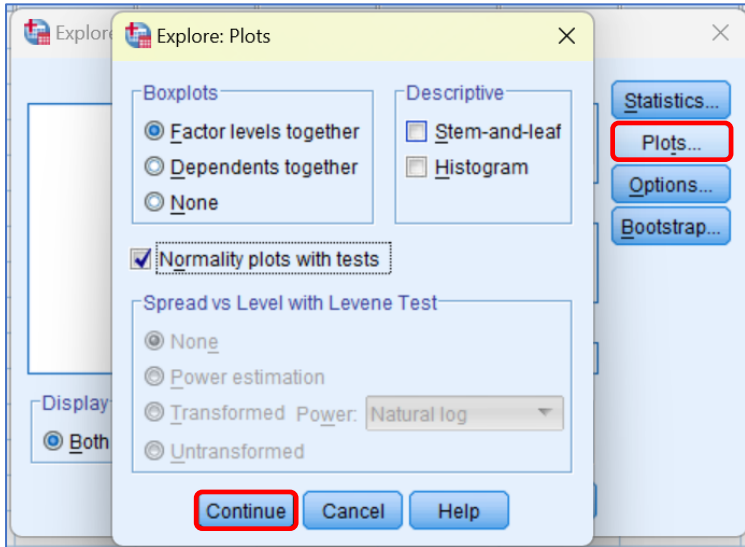 Explore
Explore: Plots
Boxplots
Factor levels together
Dependents together
None
Descriptive
Stem-and-leaf
Histogram
Normality plots with tests
Spread vs Level with Levene Test
None
Power estimation
Transformed Power: Natural log
Untransformed
Continue Cancel Help
Statistics...
Plots...
Options...
Bootstrap...
Display
Both